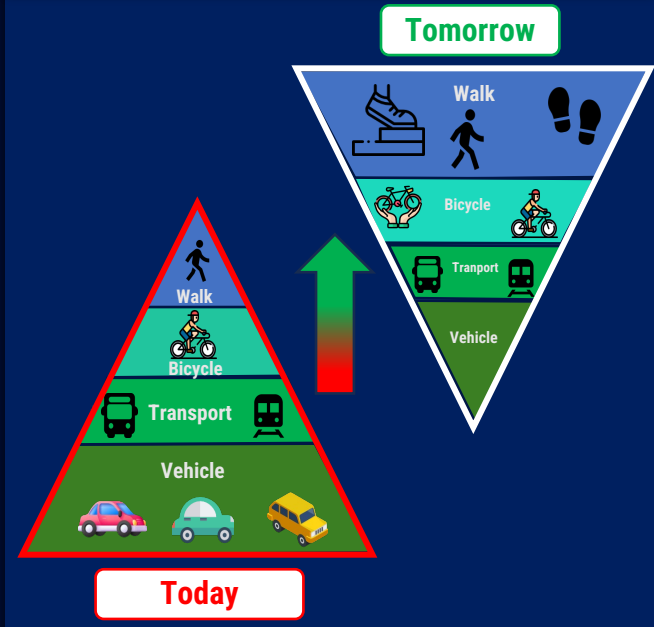 Tomorrow
Walk
Bicycle
Tranport
Vehicle
Walk
Bicycle
Transport
Vehicle
Today